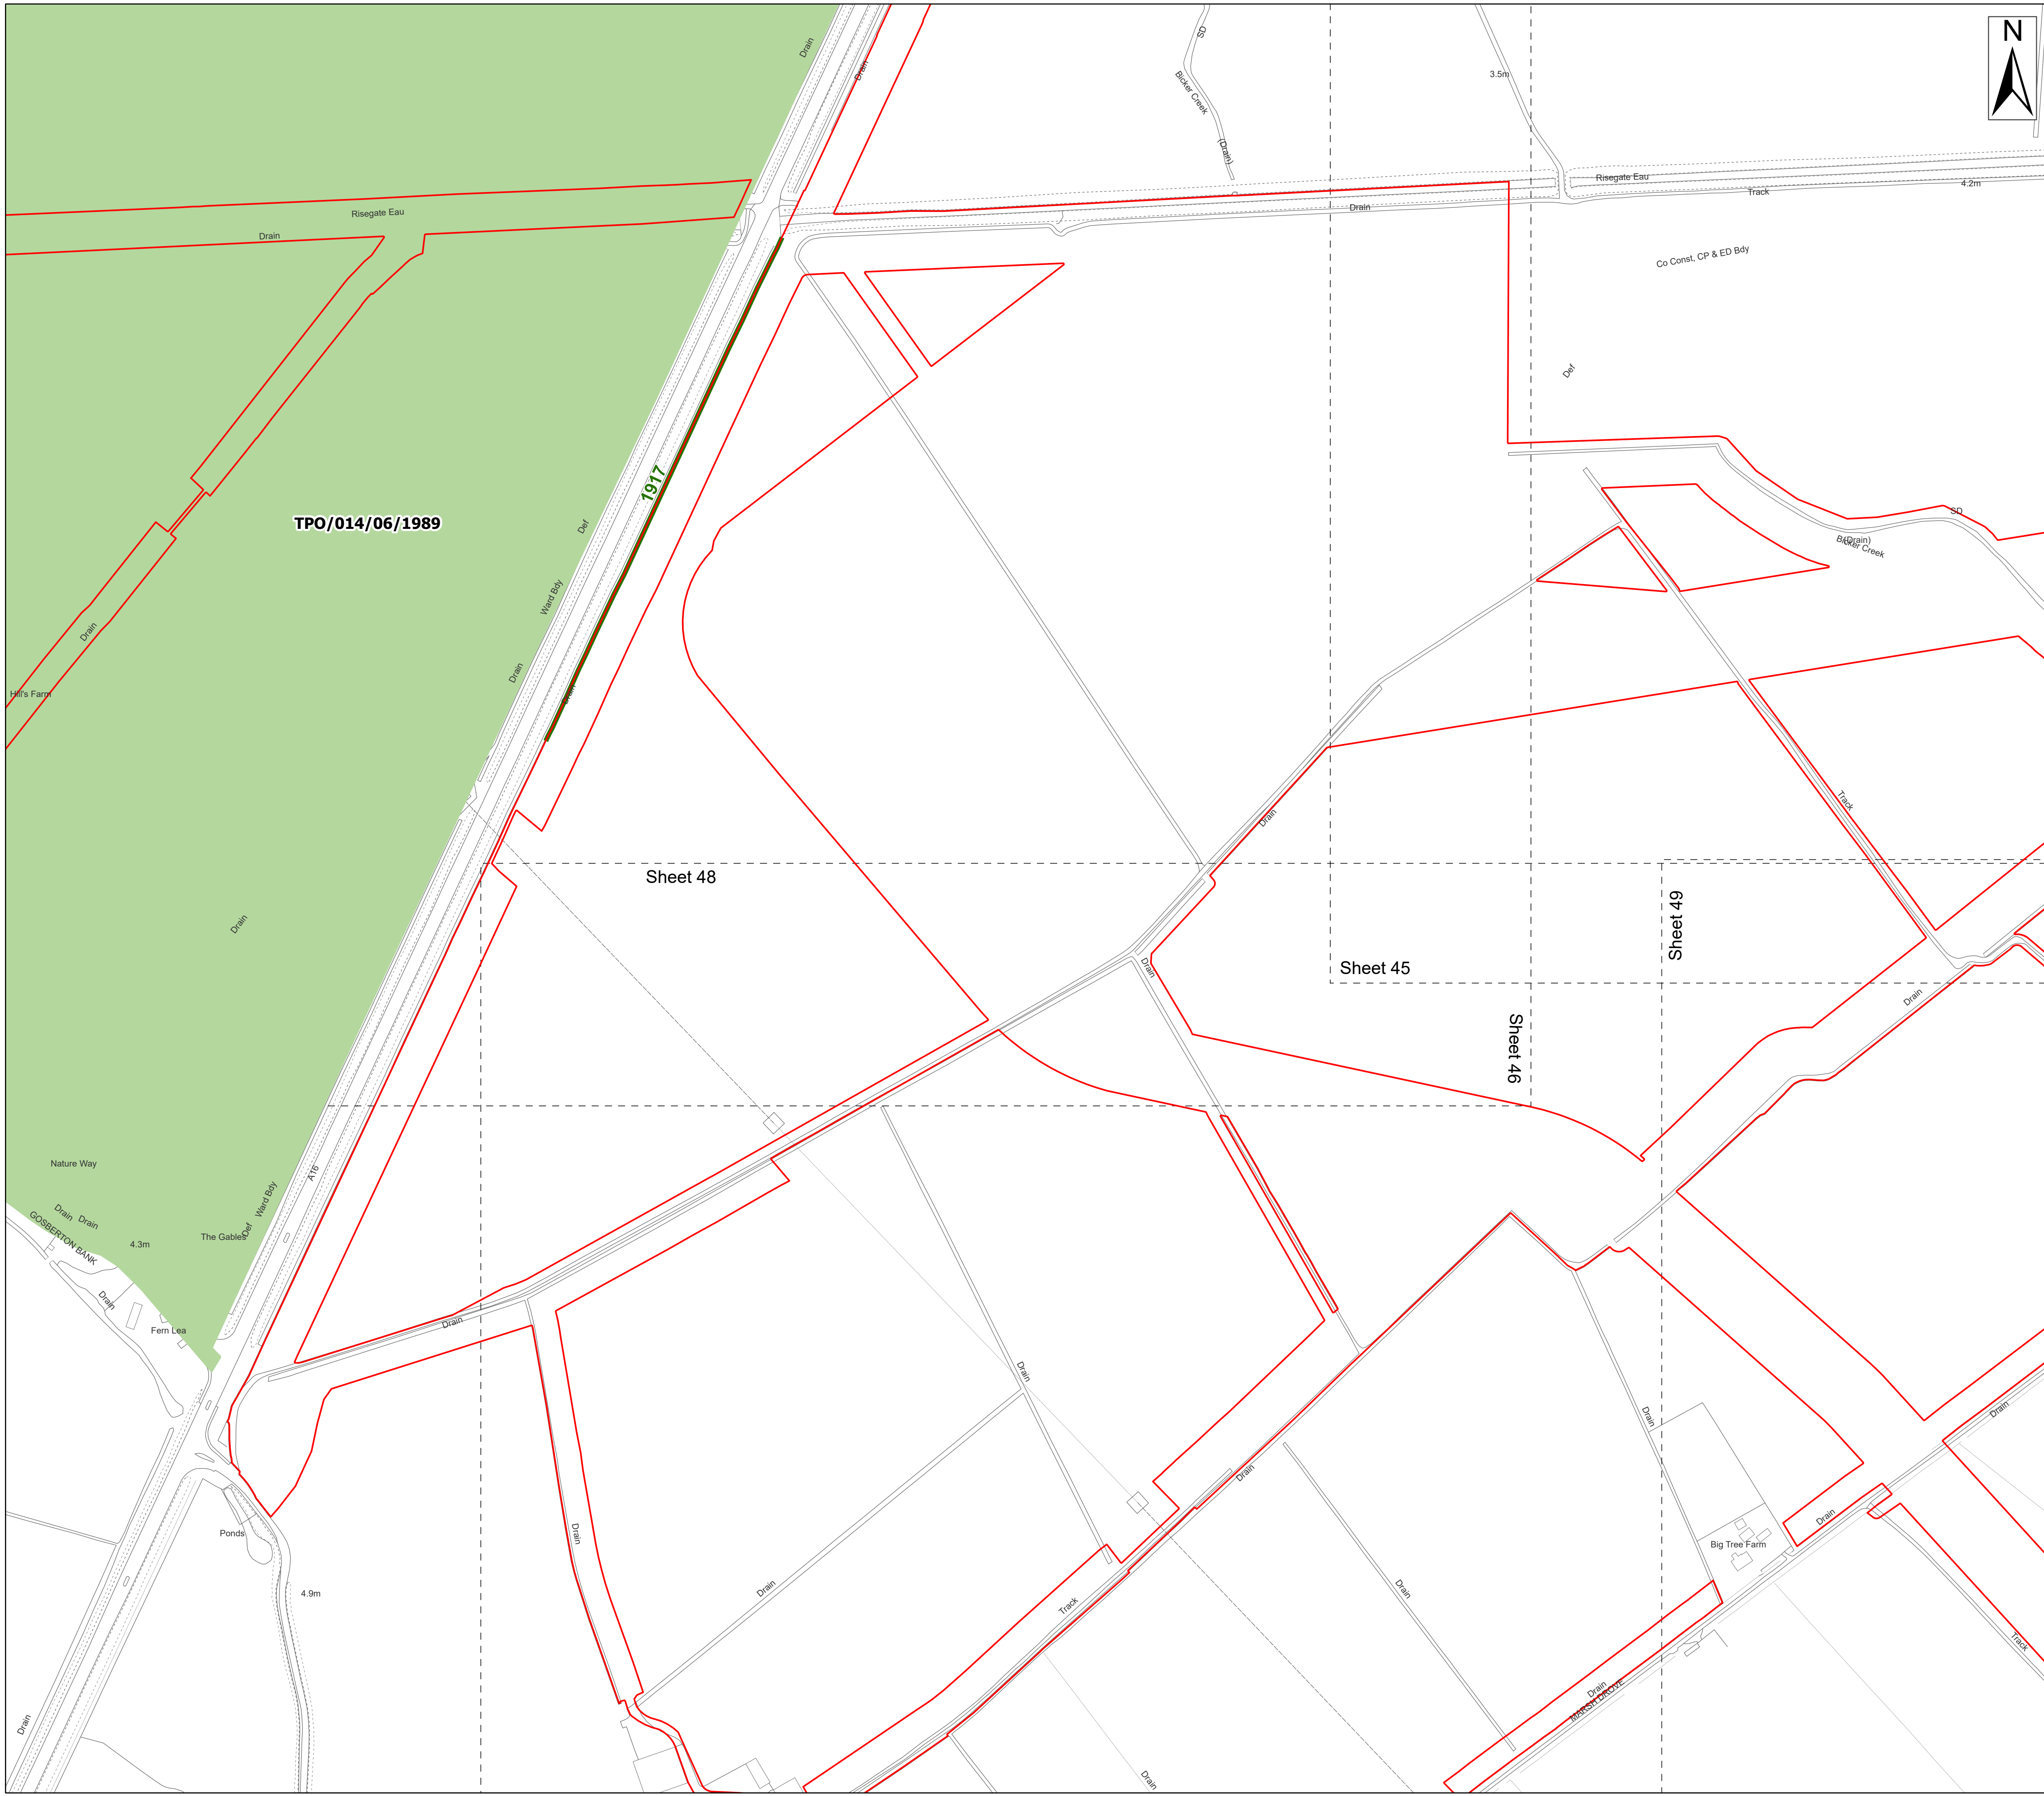 N
Drain
Drain
SD
Bicker Creek
(Drain)
3.5m
Risegate Eau
Track
4.2m
Risegate Eau
Drain
Drain
Co Const, CP & ED Bdy
Def
1917
TPO/014/06/1989
Def
SD
(Drain)
Bicker Creek
Ward Bdy
Drain
Drain
Drain
Hill's Farm
Track
Drain
Sheet 48
Drain
Sheet 49
Sheet 45
Drain
Drain
Sheet 46
Nature Way
A16
Ward Bdy
Drain
Drain
GOSBERTON BANK
The Gables
Def
4.3m
Drain
Fern Lea
Drain
Drain
Drain
Drain
Drain
Drain
Ponds
Drain
Drain
Big Tree Farm
4.9m
Drain
Drain
Track
Track
Drain
MARSH DROVE
Drain
Drain